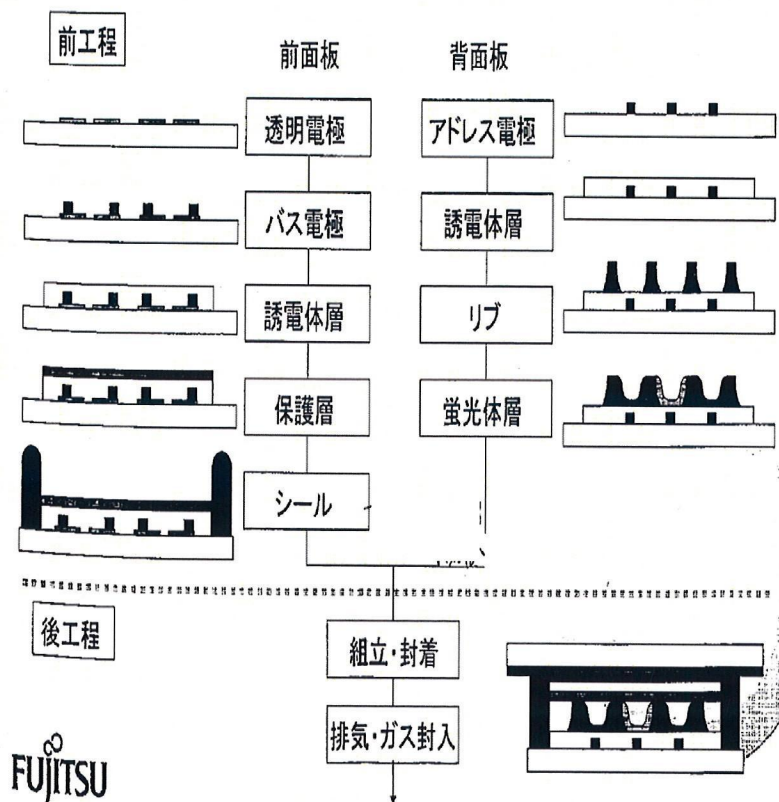 前工程
前面板
背面板
透明電極
アドレス電極
バス電極
誘電体層
誘電体層
リブ
保護層
蛍光体層
シール
後工程
組立・封着
排気・ガス封入
FUJITSU